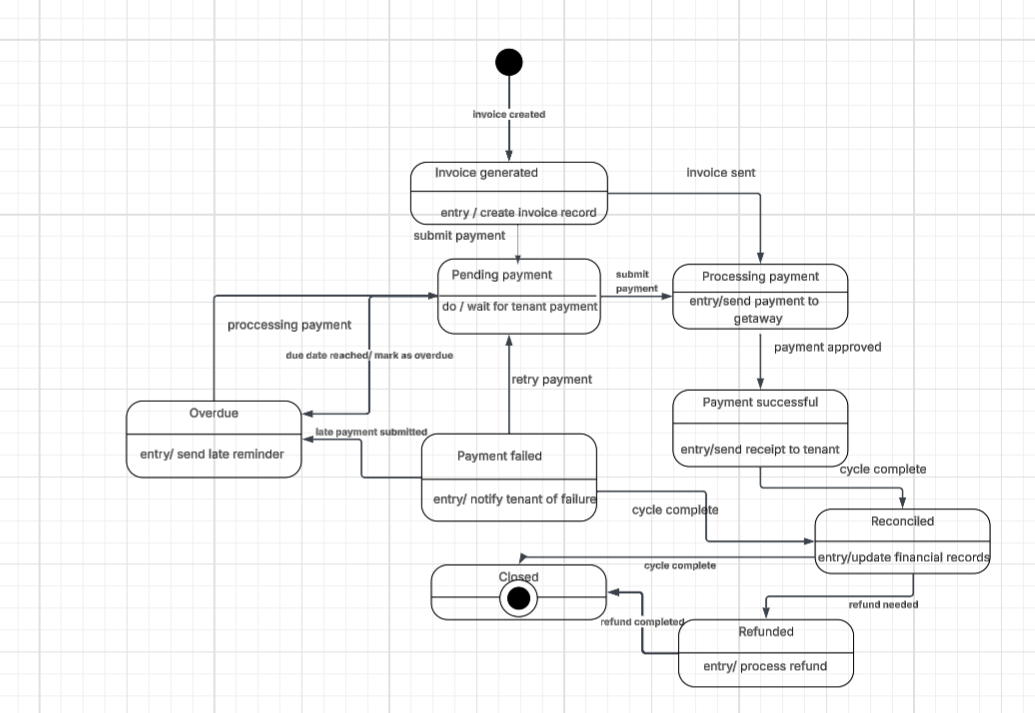 invoice created
Invoice generated
invoice sent
entry / create invoice record
submit payment
Pending payment
submit
payment
Processing payment
do / wait for tenant payment
entry/send payment to
getaway
proccessing payment
payment approved
due date reached/ mark as overdue
retry payment
Payment successful
Overdue
late payment submitted
entry/send receipt to tenant
entry/ send late reminder
Payment failed
cycle complete
entry/ notify tenant of failure
cycle complete
Reconciled
entry/update financial records
cycle complete
Closed
refund needed
refund completed
Refunded
entry/ process refund